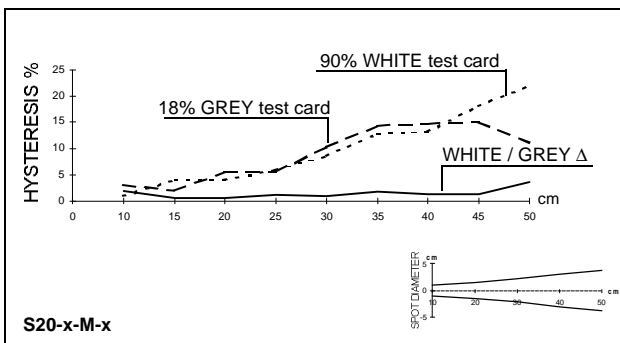 90% WHITE test card
18% GREY test card
WHITE / GREY Δ
HYSTERESIS %
25
20
15
10
5
0
0 10 15 20 25 30 35 40 45 50
cm
cm
SPOT DIAMETER
5
0
-5
10 20 30 40 50
cm
S20-x-M-x